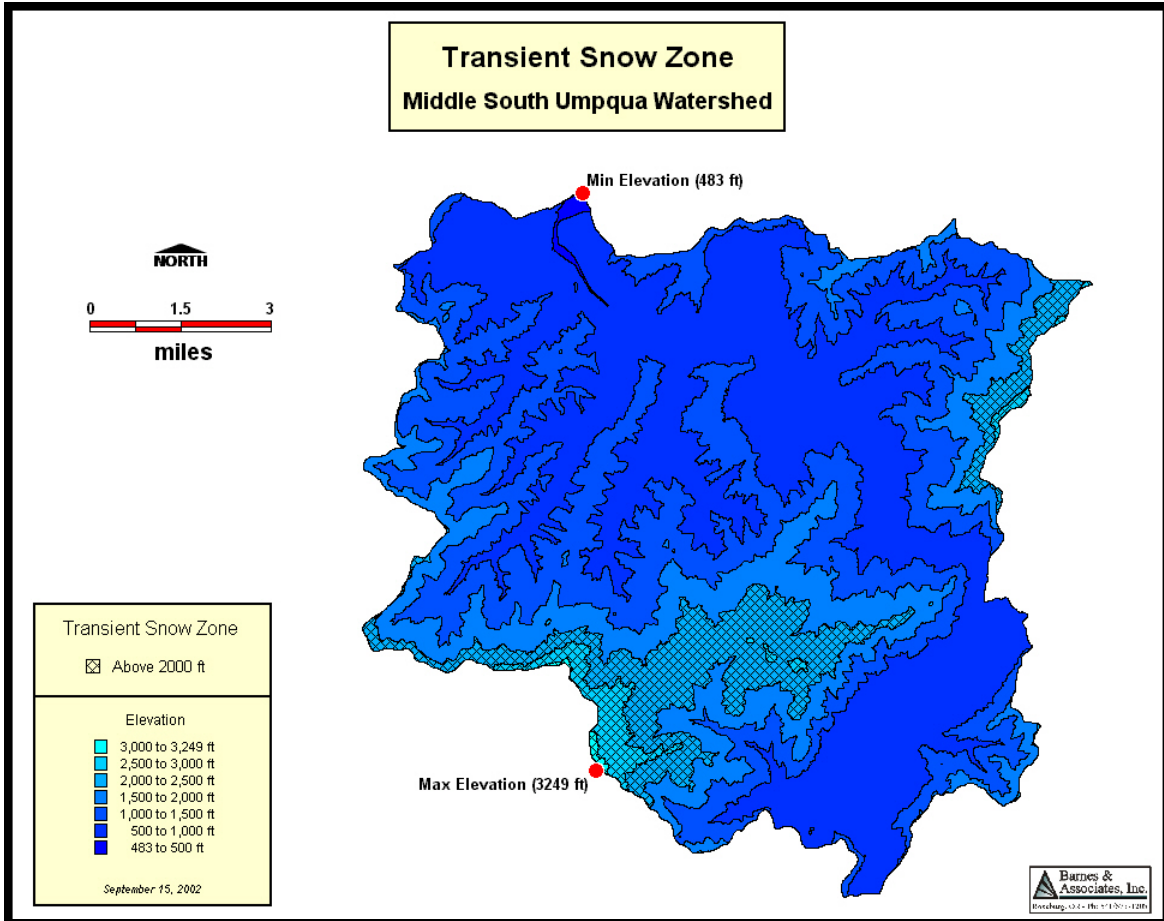 Transient Snow Zone
Middle South Umpqua Watershed
Min Elevation (483 ft)
NORTH
0 1.5 3
miles
Transient Snow Zone
Above 2000 ft
Elevation
3,000 to 3,249 ft
2,500 to 3,000 ft
2,000 to 2,500 ft
1,500 to 2,000 ft
1,000 to 1,500 ft
500 to 1,000 ft
483 to 500 ft
September 15, 2002
Max Elevation (3249 ft)
Barnes &
Associates, Inc.
Roseburg, OR - Ph: